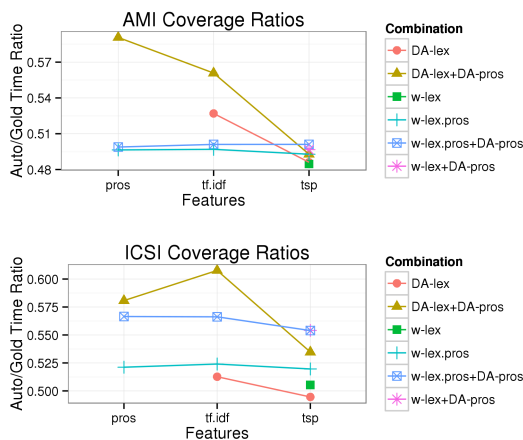 AMI Coverage Ratios
Auto/Gold Time Ratio
0.57
0.54
0.51
0.48
pros
tf.idf
tsp
Features
Combination
DA-lex
DA-lex+DA-pros
w-lex
w-lex.pros
w-lex.pros+DA-pros
w-lex+DA-pros
ICSI Coverage Ratios
Auto/Gold Time Ratio
0.600
0.575
0.550
0.525
0.500
pros
tf.idf
tsp
Features
Combination
DA-lex
DA-lex+DA-pros
w-lex
w-lex.pros
w-lex.pros+DA-pros
w-lex+DA-pros